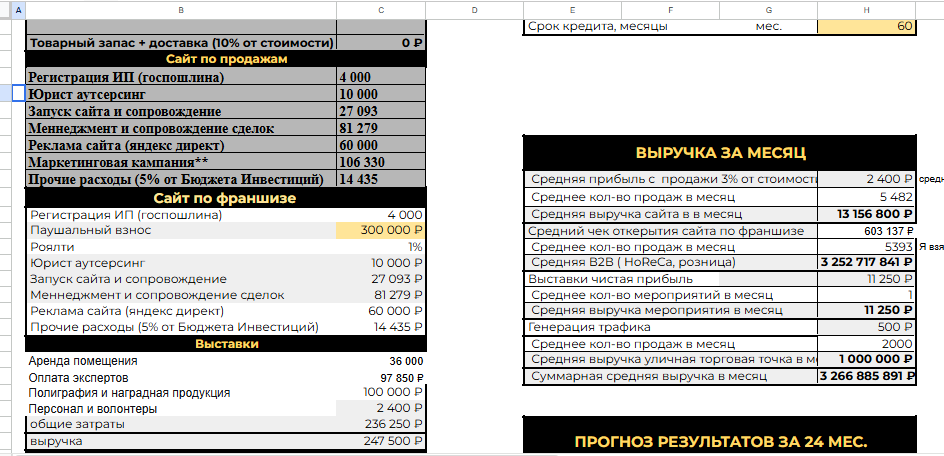 A B C D E F G H
Товарный запас + доставка (10% от стоимости) 0 ₽
Сайт по продажам
Регистрация ИП (госпошлина) 4 000
Юрист аутсерсинг 10 000
Запуск сайта и сопровождение 27 093
Меннеджмонт и сопровождение сделок 81 279
Реклама сайта (яндекс директ) 60 000
Маркетинговая кампания** 106 330
Прочие расходы (5% от Бюджета Инвестиций) 14 435
Сайт по франшизе
Регистрация ИП (госпошлина) 4 000
Паушальный взнос 300 000 ₽
Роялти 1%
Юрист аутсерсинг 10 000 ₽
Запуск сайта и сопровождение 27 093 ₽
Меннеджмонт и сопровождение сделок 81 279 ₽
Реклама сайта (яндекс директ) 60 000 ₽
Прочие расходы (5% от Бюджета Инвестиций) 14 435 ₽
Выставки
Аренда помещения 36 000
Оплата экспертов 97 850 ₽
Полиграфия и наградная продукция 100 000 ₽
Персонал и волонтеры 2 400 ₽
общие затраты 236 250 ₽
выручка 247 500 ₽
Срок кредита, месяцы мес. 60
ВЫРУЧКА ЗА МЕСЯЦ
Средняя прибыль с продажи 3% от стоимости 2 400 ₽ средн
Среднее кол-во продаж в месяц 5 482
Средняя выручка сайта в в месяц 13 156 800 ₽
Средний чек открытия сайта по франшизе 603 137 ₽
Среднее кол-во продаж в месяц 5393 Я взя
Средняя B2B ( HoReCa, розница) 3 252 717 841 ₽
Выставки чистая прибыль 11 250 ₽
Среднее кол-во мероприятий в месяц 1
Средняя выручка мероприятия в месяц 11 250 ₽
Генерация трафика 500 ₽
Среднее кол-во продаж в месяц 2000
Средняя выручка уличная торговая точка в ме 1 000 000 ₽
Суммарная средняя выручка в месяц 3 266 885 891 ₽
ПРОГНОЗ РЕЗУЛЬТАТОВ ЗА 24 МЕС.